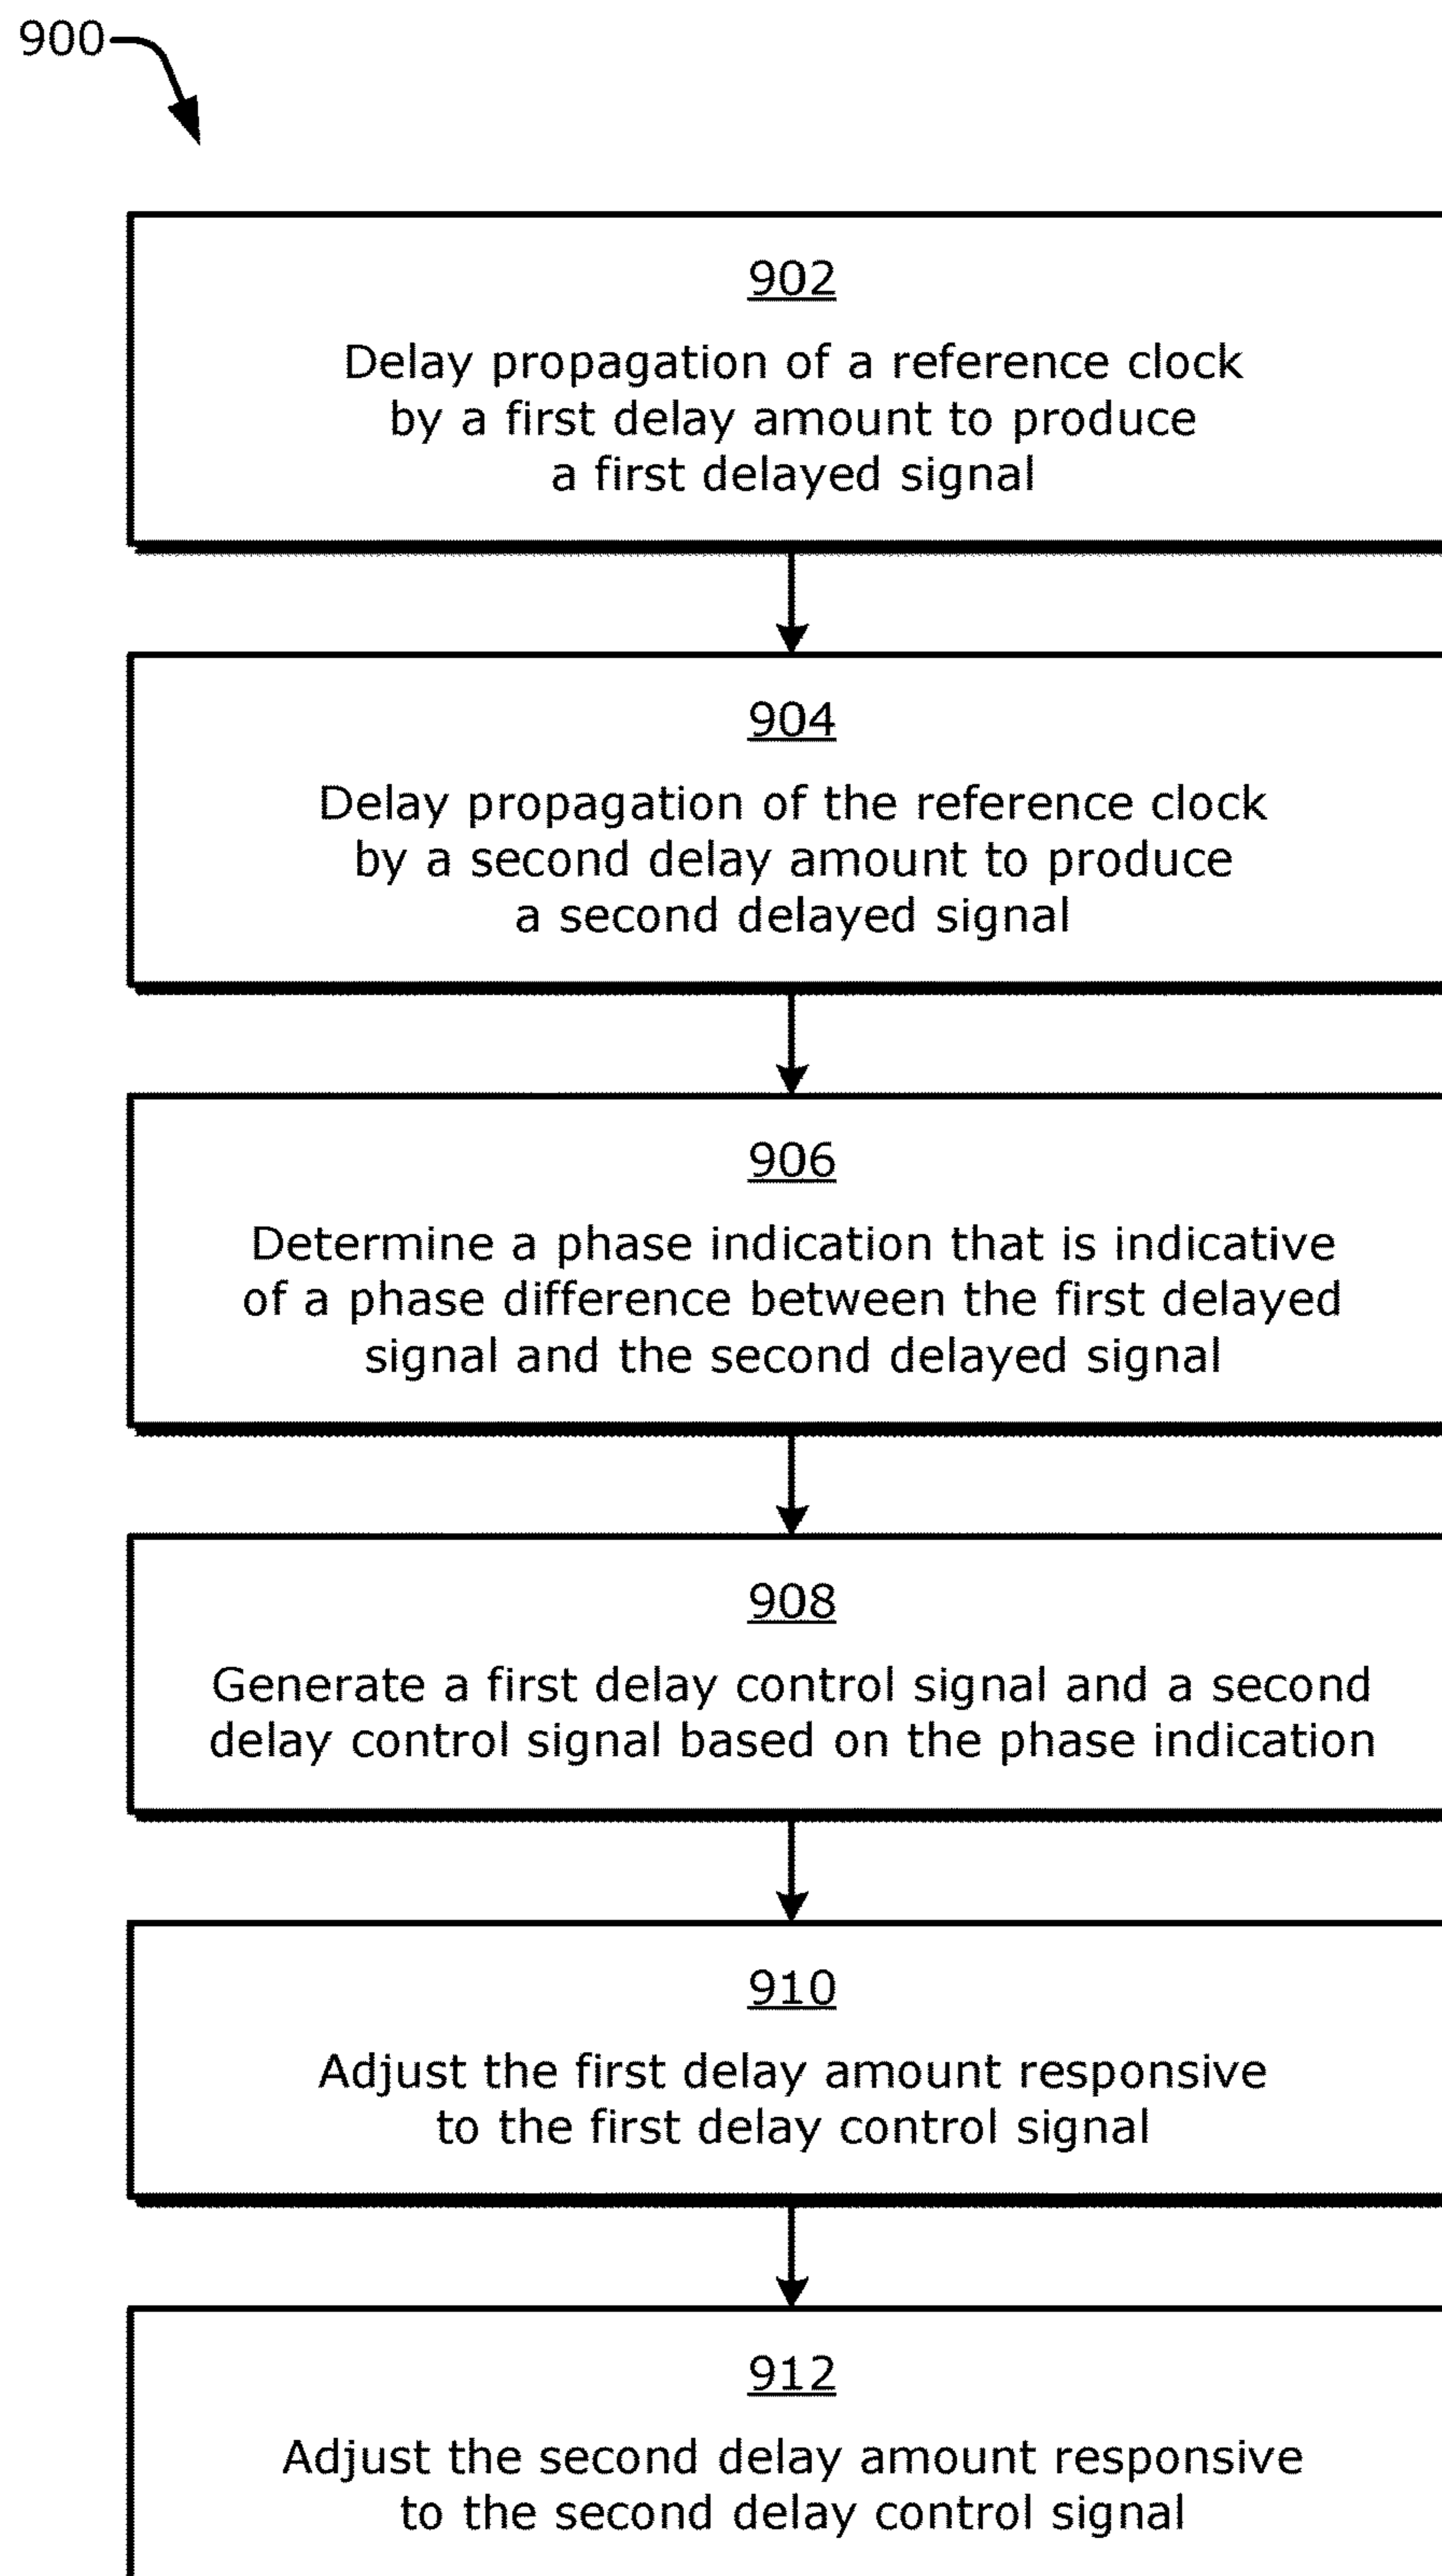 900
902
Delay propagation of a reference clock
by a first delay amount to produce
a first delayed signal
904
Delay propagation of the reference clock
by a second delay amount to produce
a second delayed signal
906
Determine a phase indication that is indicative
of a phase difference between the first delayed
signal and the second delayed signal
908
Generate a first delay control signal and a second
delay control signal based on the phase indication
910
Adjust the first delay amount responsive
to the first delay control signal
912
Adjust the second delay amount responsive
to the second delay control signal